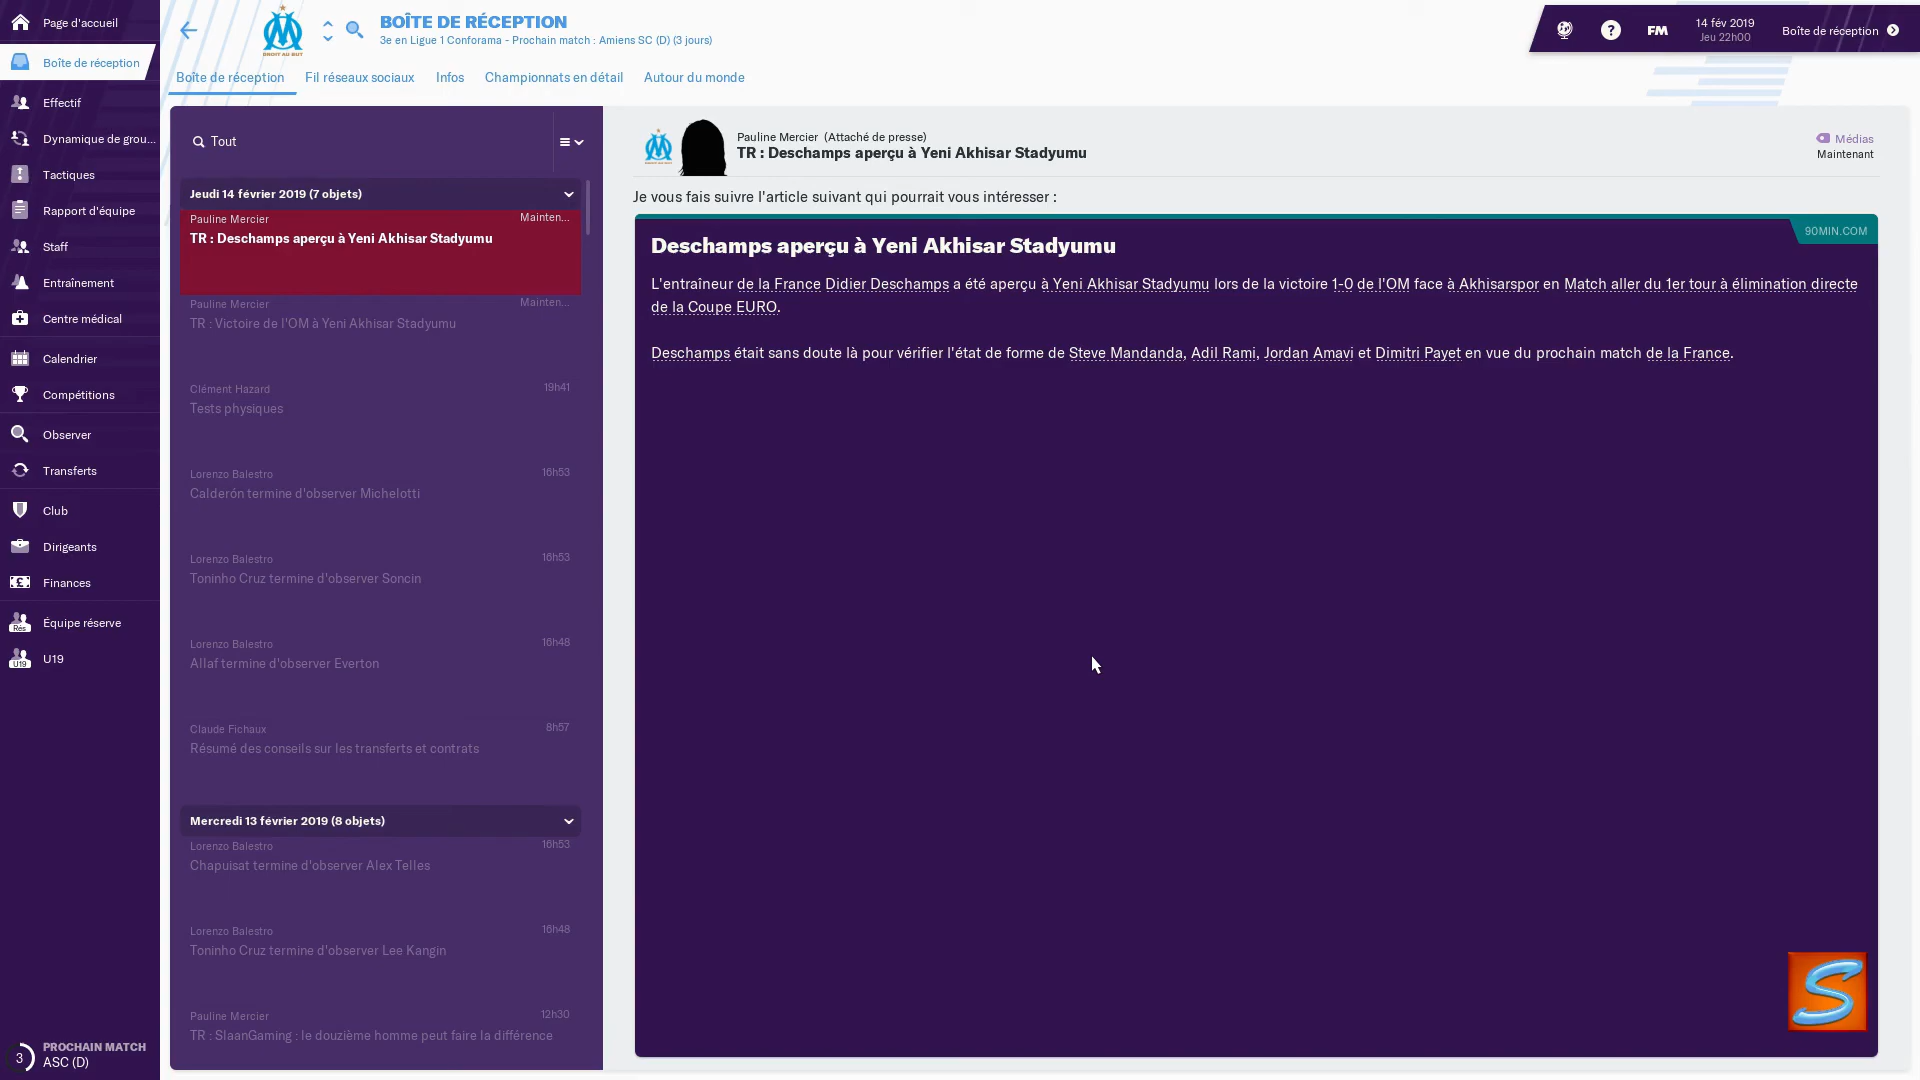 Page d'accueil
Boîte de réception
Effectif
Dynamique de grou...
Tactiques
Rapport d'équipe
Staff
Entraînement
Centre médical
Calendrier
Compétitions
Observer
Transferts
Club
Dirigeants
Finances
Rés
Équipe réserve
U19
U19
3
PROCHAIN MATCH
ASC (D)
DROIT AU BUT
BOÎTE DE RÉCEPTION
3e en Ligue 1 Conforama - Prochain match : Amiens SC (D) (3 jours)
?
FM
14 fév 2019
Jeu 22h00
Boîte de réception
Boîte de réception
Fil réseaux sociaux
Infos
Championnats en détail
Autour du monde
Tout
Jeudi 14 février 2019 (7 objets)
Pauline Mercier
Mainten...
TR : Deschamps aperçu à Yeni Akhisar Stadyumu
Pauline Mercier
Mainten...
TR : Victoire de l'OM à Yeni Akhisar Stadyumu
Clément Hazard
19h41
Tests physiques
Lorenzo Balestro
16h53
Calderón termine d'observer Michelotti
Lorenzo Balestro
16h53
Toninho Cruz termine d'observer Soncin
Lorenzo Balestro
16h48
Allaf termine d'observer Everton
Claude Fichaux
8h57
Résumé des conseils sur les transferts et contrats
Mercredi 13 février 2019 (8 objets)
Lorenzo Balestro
16h53
Chapuisat termine d'observer Alex Telles
Lorenzo Balestro
16h48
Toninho Cruz termine d'observer Lee Kangin
Pauline Mercier
12h30
TR : SlaanGaming : le douzième homme peut faire la différence
Pauline Mercier (Attaché de presse)
TR : Deschamps aperçu à Yeni Akhisar Stadyumu
Médias
Maintenant
Je vous fais suivre l'article suivant qui pourrait vous intéresser :
90MIN.COM
Deschamps aperçu à Yeni Akhisar Stadyumu
L'entraîneur de la France Didier Deschamps a été aperçu à Yeni Akhisar Stadyumu lors de la victoire 1-0 de l'OM face à Akhisarspor en Match aller du 1er tour à élimination directe
de la Coupe EURO.
Deschamps était sans doute là pour vérifier l'état de forme de Steve Mandanda, Adil Rami, Jordan Amavi et Dimitri Payet en vue du prochain match de la France.
S